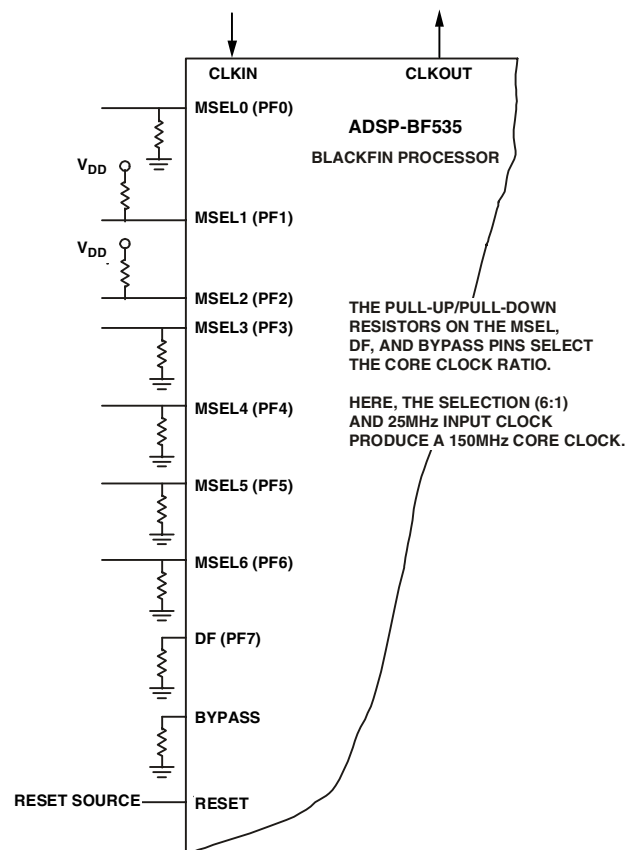 CLKIN
CLKOUT
MSEL0 (PF0)
ADSP-BF535
BLACKFIN PROCESSOR
VDD
MSEL1 (PF1)
VDD
MSEL2 (PF2)
MSEL3 (PF3)
THE PULL-UP/PULL-DOWN
RESISTORS ON THE MSEL,
DF, AND BYPASS PINS SELECT
THE CORE CLOCK RATIO.
HERE, THE SELECTION (6:1)
AND 25MHz INPUT CLOCK
PRODUCE A 150MHz CORE CLOCK.
MSEL4 (PF4)
MSEL5 (PF5)
MSEL6 (PF6)
DF (PF7)
BYPASS
RESET SOURCE
RESET